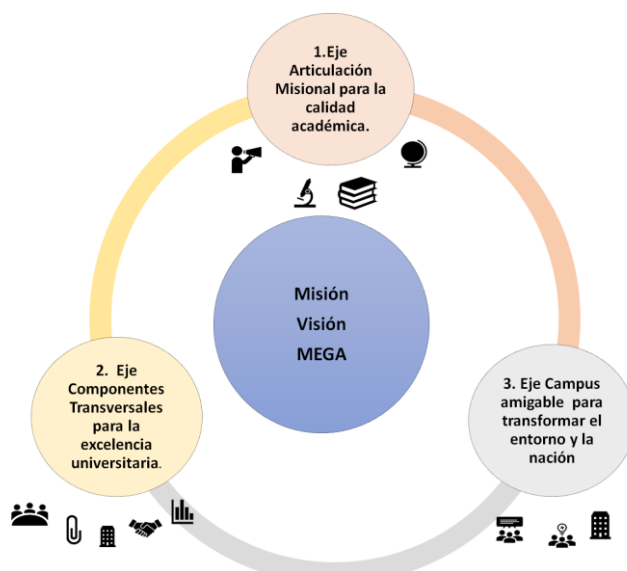 1.Eje
Articulación
Misional para la
calidad
académica.
Misión
Visión
MEGA
2. Eje
Componentes
Transversales
para la
excelencia
universitaria.
3. Eje Campus
amigable para
transformar el
entorno y la
nación